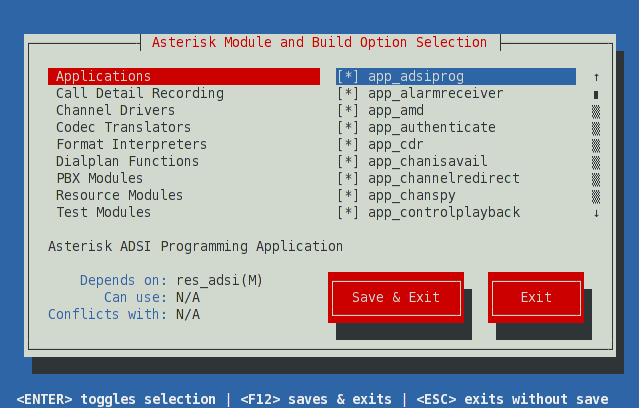 Asterisk Module and Build Option Selection
Applications [*] app_adsiprog ↑
Call Detail Recording [*] app_alarmreceiver
Channel Drivers [*] app_amd
Codec Translators [*] app_authenticate
Format Interpreters [*] app_cdr
Dialplan Functions [*] app_chanisavail
PBX Modules [*] app_channelredirect
Resource Modules [*] app_chanspy
Test Modules [*] app_controlplayback ↓
Asterisk ADSI Programming Application
Depends on: res_adsi(M)
Can use: N/A
Conflicts with: N/A
Save & Exit Exit
<ENTER> toggles selection | <F12> saves & exits | <ESC> exits without save